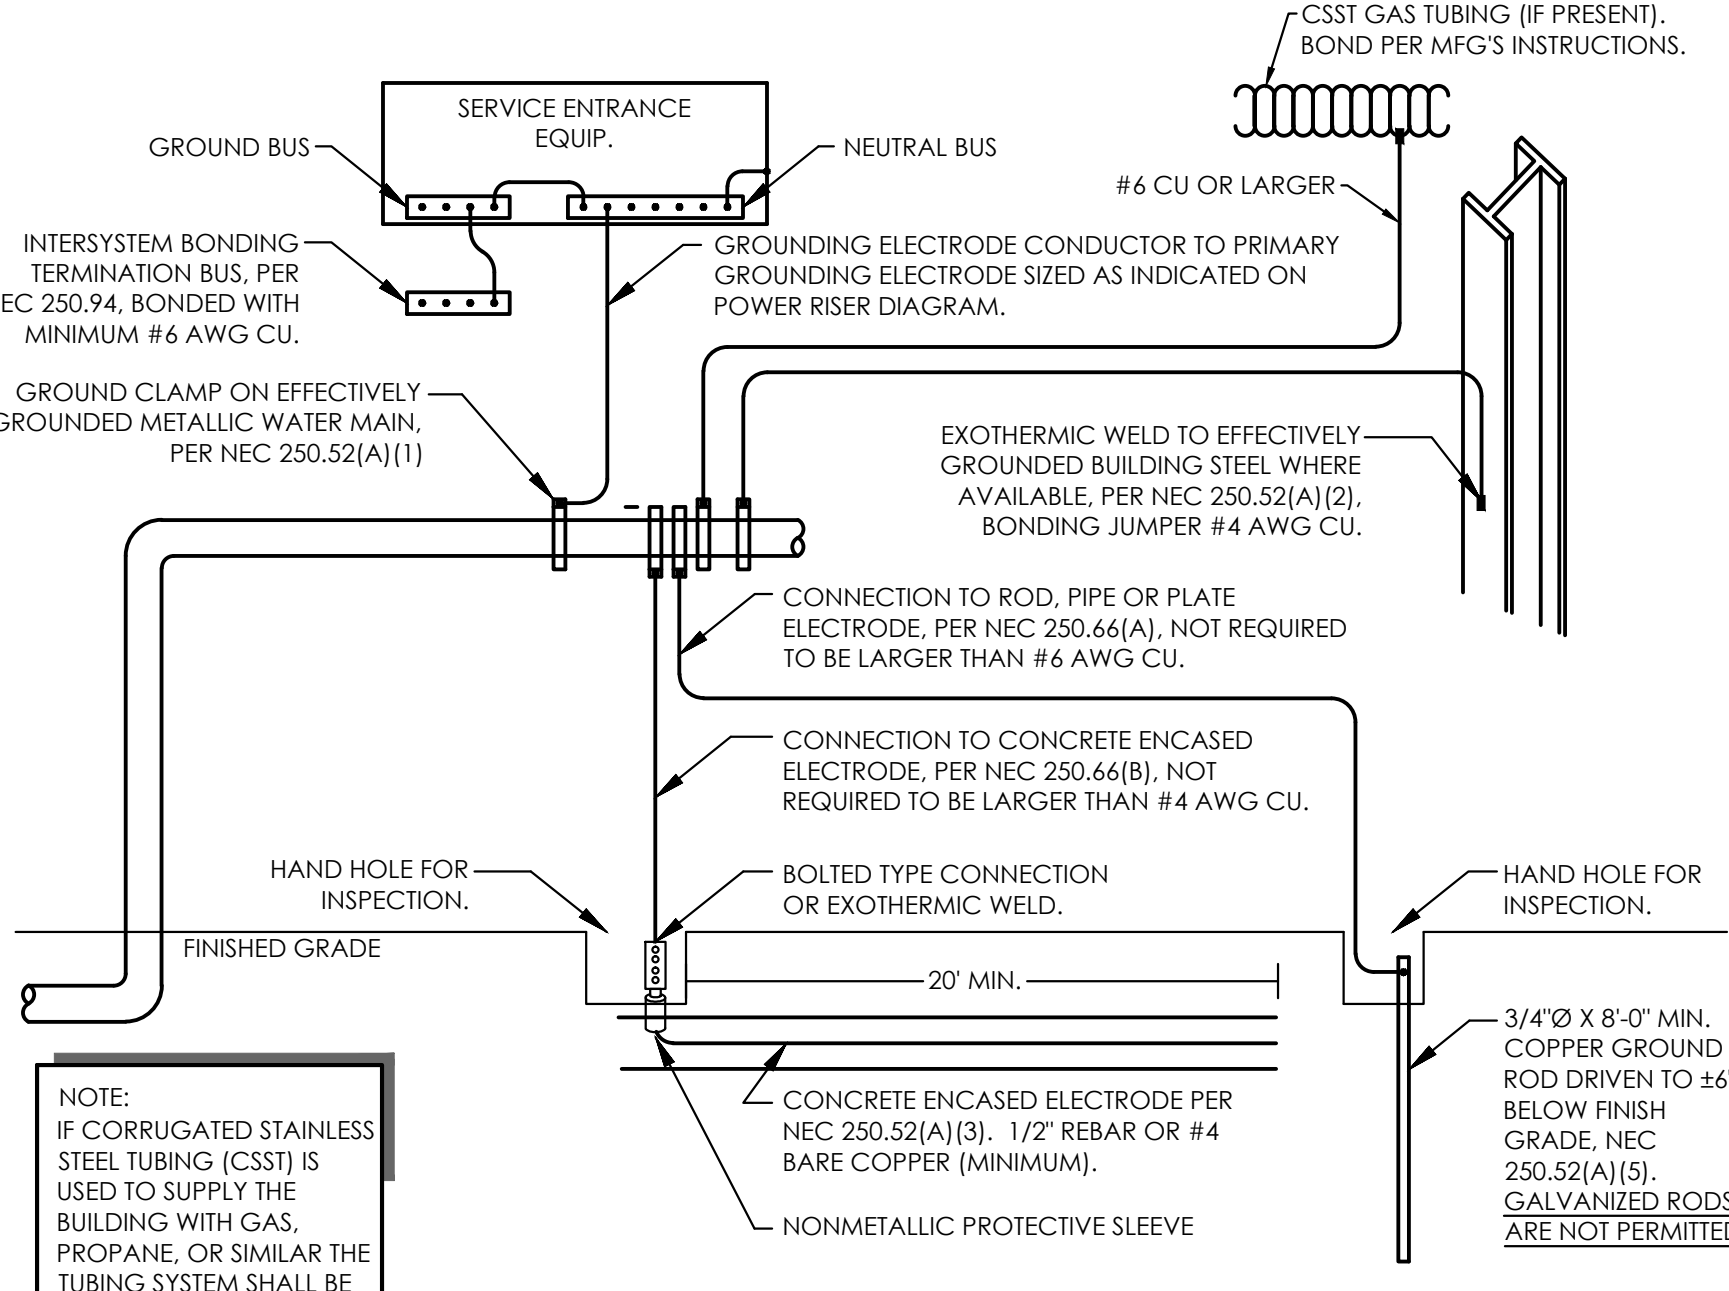 CSST GAS TUBING (IF PRESENT).
BOND PER MFG'S INSTRUCTIONS.
SERVICE ENTRANCE
EQUIP.
GROUND BUS
NEUTRAL BUS
#6 CU OR LARGER
INTERSYSTEM BONDING
TERMINATION BUS, PER
EC 250.94, BONDED WITH
MINIMUM #6 AWG CU.
GROUNDING ELECTRODE CONDUCTOR TO PRIMARY
GROUNDING ELECTRODE SIZED AS INDICATED ON
POWER RISER DIAGRAM.
GROUND CLAMP ON EFFECTIVELY
GROUNDED METALLIC WATER MAIN,
PER NEC 250.52(A)(1)
EXOTHERMIC WELD TO EFFECTIVELY
GROUNDED BUILDING STEEL WHERE
AVAILABLE, PER NEC 250.52(A)(2),
BONDING JUMPER #4 AWG CU.
CONNECTION TO ROD, PIPE OR PLATE
ELECTRODE, PER NEC 250.66(A), NOT REQUIRED
TO BE LARGER THAN #6 AWG CU.
CONNECTION TO CONCRETE ENCASED
ELECTRODE, PER NEC 250.66(B), NOT
REQUIRED TO BE LARGER THAN #4 AWG CU.
HAND HOLE FOR
INSPECTION.
BOLTED TYPE CONNECTION
OR EXOTHERMIC WELD.
HAND HOLE FOR
INSPECTION.
FINISHED GRADE
20' MIN.
3/4"Ø X 8'-0" MIN.
COPPER GROUND
ROD DRIVEN TO ±6"
BELOW FINISH
GRADE, NEC
250.52(A)(5).
GALVANIZED RODS
ARE NOT PERMITTED
CONCRETE ENCASED ELECTRODE PER
NEC 250.52(A)(3). 1/2" REBAR OR #4
BARE COPPER (MINIMUM).
NONMETALLIC PROTECTIVE SLEEVE
NOTE:
IF CORRUGATED STAINLESS
STEEL TUBING (CSST) IS
USED TO SUPPLY THE
BUILDING WITH GAS,
PROPANE, OR SIMILAR THE
TUBING SYSTEM SHALL BE